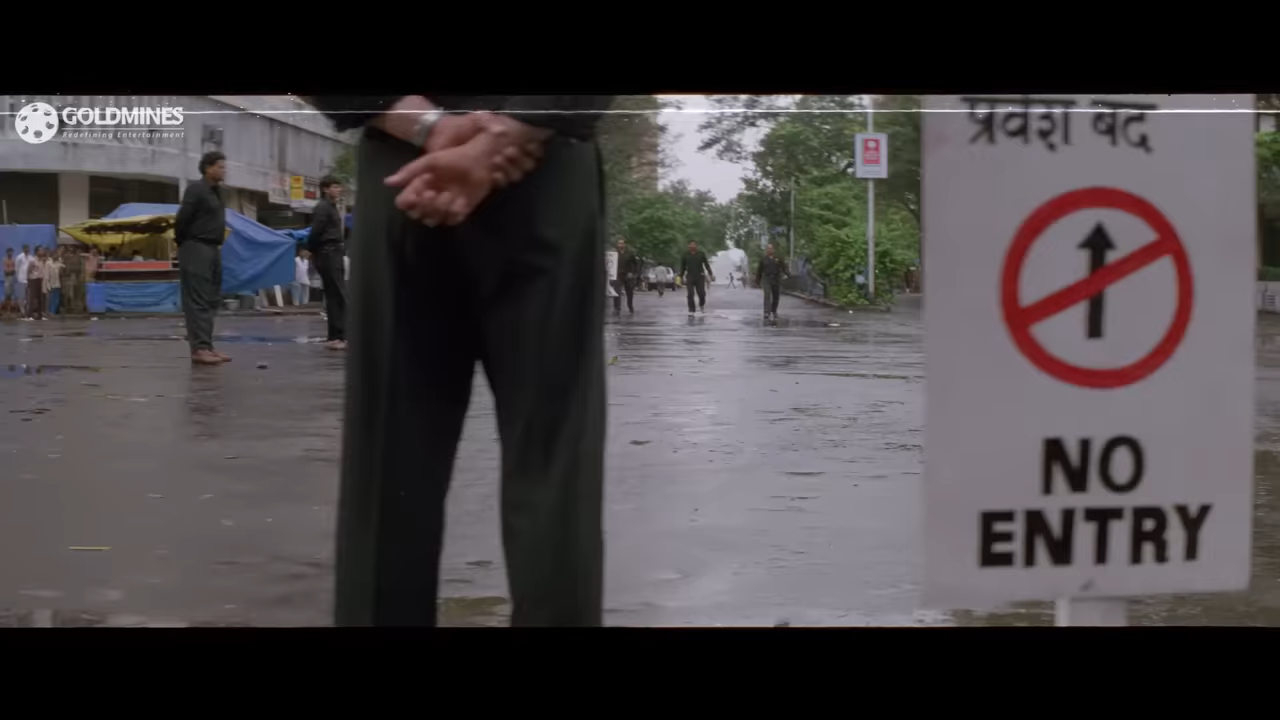 GOLDMINES
Redefining Entertainment
प्रवेश बंद
NO
ENTRY